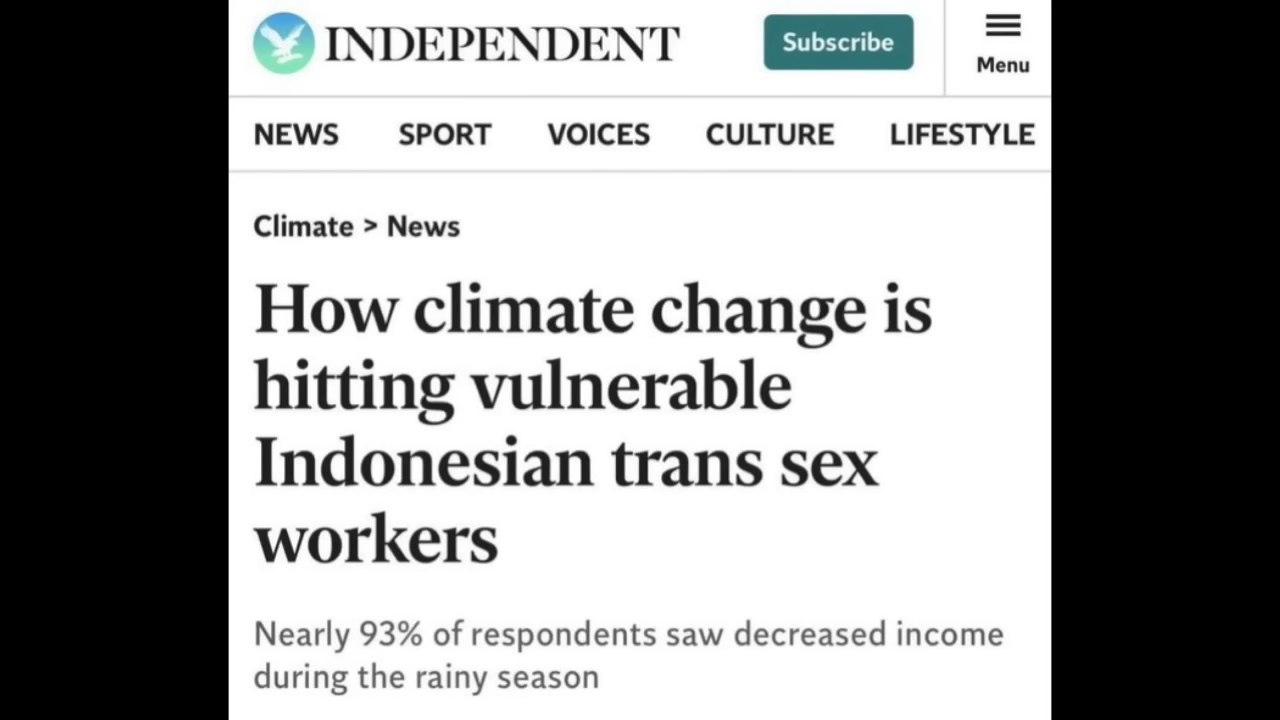 INDEPENDENT
Subscribe
Menu
NEWS SPORT VOICES CULTURE LIFESTYLE
Climate > News
How climate change is
hitting vulnerable
Indonesian trans sex
workers
Nearly 93% of respondents saw decreased income
during the rainy season